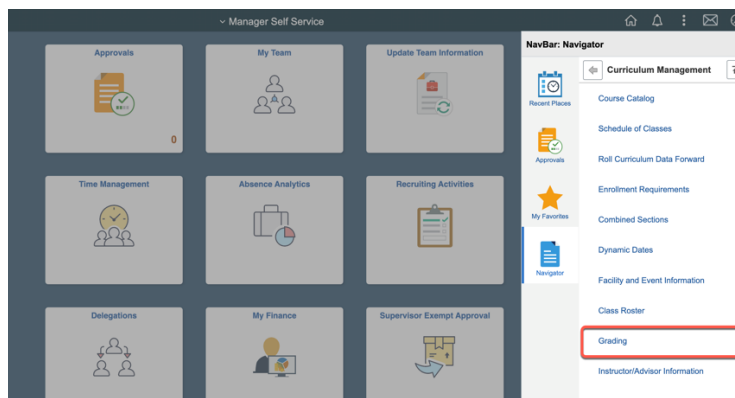 Manager Self Service
Approvals
0
My Team
Update Team Information
Time Management
Absence Analytics
Recruiting Activities
Delegations
My Finance
Supervisor Exempt Approval
NavBar: Navigator
Recent Places
Approvals
My Favorites
Navigator
Curriculum Management
Course Catalog
Schedule of Classes
Roll Curriculum Data Forward
Enrollment Requirements
Combined Sections
Dynamic Dates
Facility and Event Information
Class Roster
Grading
Instructor/Advisor Information